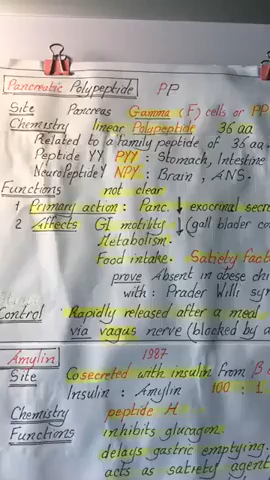 Pancreatic Polypeptide PP
Site Pancreas Gamma (F) cells or PP
Chemistry linear Polypeptide 36 aa
Related to a family peptide of 36 aa.
Peptide YY PYY : Stomach, Intestine
Neuropeptide Y NPY : Brain, ANS.
Functions not clear
1 Primary action : Panc. ↓ exocrinal secre
2 Affects GI motility ↓ (gall blader co
Metabolism.
Food intake. Satiety fact
prove Absent in obese ch
with : Prader Willi sy
Control Rapidly released after a meal
via vagus nerve (blocked by a
Amylin 1987
Site Cosecreted with insulin from β
Insulin : Amylin 100 : 1
Chemistry peptide H
Functions inhibits glucagon
delays gastric emptying.
acts as satiety agent